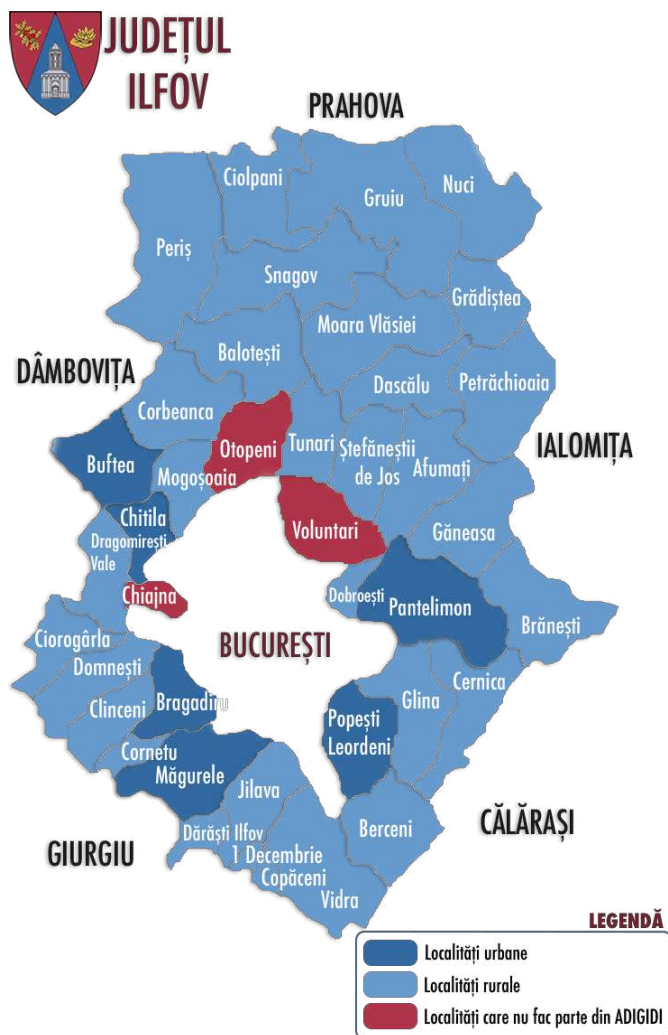 JUDEȚUL
ILFOV
PRAHOVA
Ciolpani
Nuci
Gruiu
Periș
Snagov
Grădiștea
Moara Vlăsiei
Balotești
DÂMBOVIȚA
Dascălu
Petrăchioaia
Corbeanca
Otopeni
Tunari
Ștefăneștii
de Jos
IALOMIȚA
Buftea
Mogoșoaia
Afumați
Chitila
Voluntari
Găneasa
Dragomirești
Vale
Chiajna
Dobroești
Pantelimon
Brănești
Ciorogârla
BUCUREȘTI
Domnești
Cernica
Glina
Clinceni
Bragadiru
Popești
Leordeni
Cornetu
Măgurele
Jilava
Berceni
CĂLĂRAȘI
Dărăști Ilfov
GIURGIU
1 Decembrie
Copăceni
Vidra
LEGENDĂ
Localități urbane
Localități rurale
Localități care nu fac parte din ADIGIDI